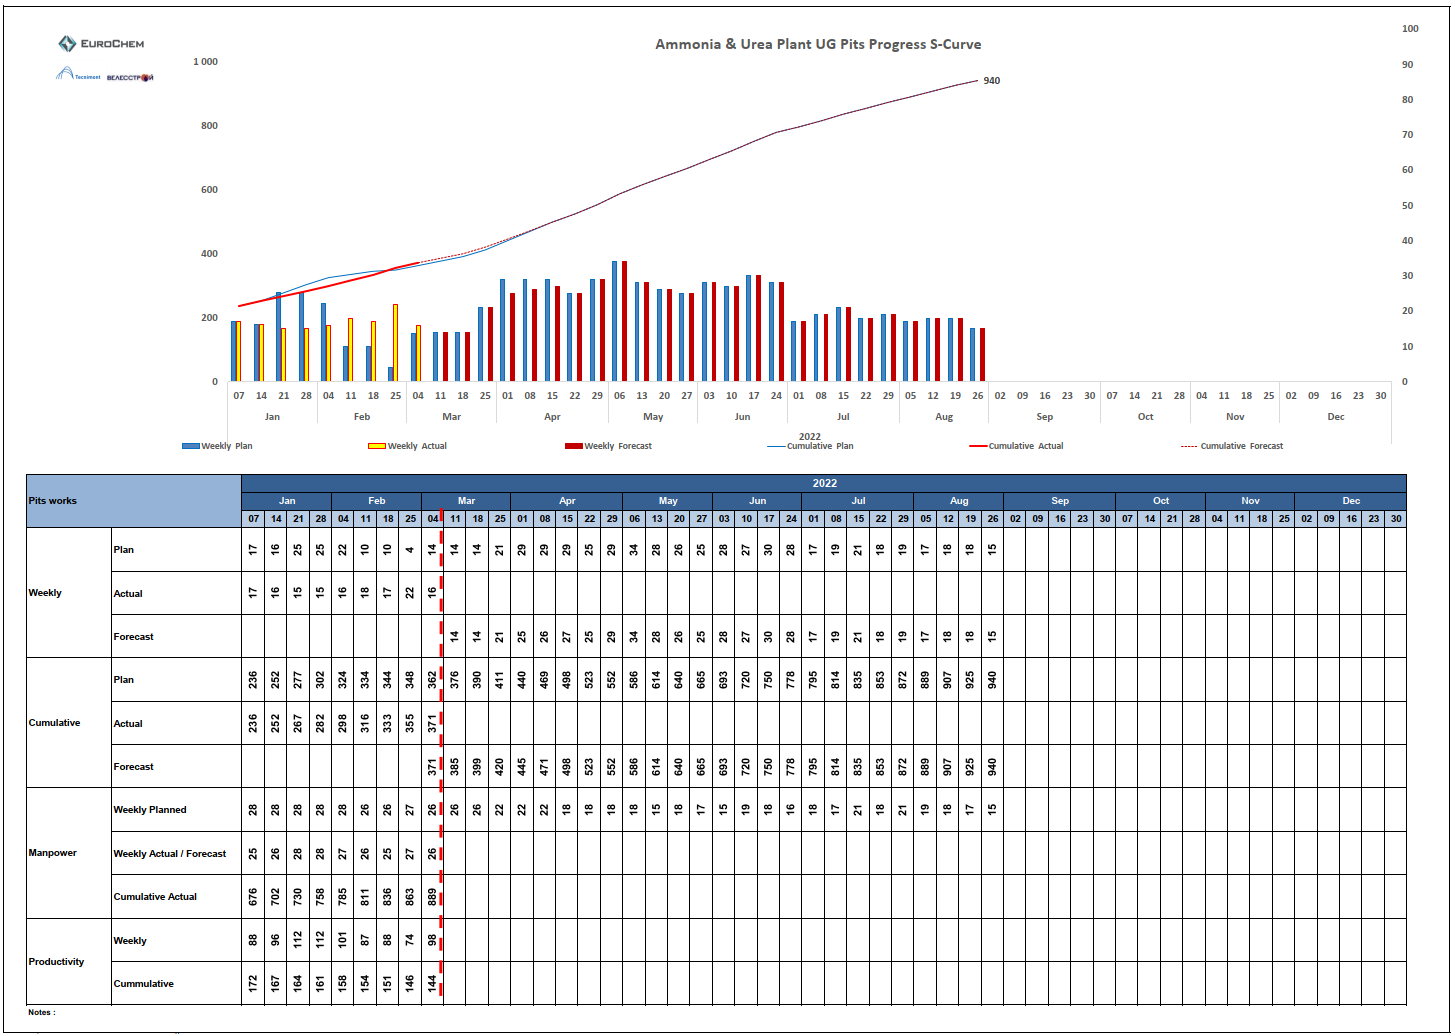 EUROCHEM
Tecnimont ВЕЛЕССТРОЙ
Ammonia & Urea Plant UG Pits Progress S-Curve
1 000
800
600
400
200
0
100
90
80
70
60
50
40
30
20
10
0
940
07 14 21 28 04 11 18 25 04 11 18 25 01 08 15 22 29 06 13 20 27 03 10 17 24 01 08 15 22 29 05 12 19 26 02 09 16 23 30 07 14 21 28 04 11 18 25 02 09 16 23 30
Jan Feb Mar Apr May Jun Jul Aug Sep Oct Nov Dec
2022
Weekly Plan Weekly Actual Weekly Forecast Cumulative Plan Cumulative Actual Cumulative Forecast
Pits works 2022
Jan Feb Mar Apr May Jun Jul Aug Sep Oct Nov Dec
07 14 21 28 04 11 18 25 04 11 18 25 01 08 15 22 29 06 13 20 27 03 10 17 24 01 08 15 22 29 05 12 19 26 02 09 16 23 30 07 14 21 28 04 11 18 25 02 09 16 23 30
Weekly
Plan 17 16 25 25 22 10 10 4 14 14 14 21 29 29 29 25 29 34 28 26 25 28 27 30 28 17 19 21 18 19 17 18 18 15
Actual 17 16 15 15 16 18 17 22 16
Forecast 14 14 21 25 26 27 25 29 34 28 26 25 28 27 30 28 17 19 21 18 19 17 18 18 15
Cumulative
Plan 236 252 277 302 324 334 344 348 362 376 390 411 440 469 498 523 552 586 614 640 665 693 720 750 778 795 814 835 853 872 889 907 925 940
Actual 236 252 267 282 298 316 333 355 371
Forecast 371 385 399 420 445 471 498 523 552 586 614 640 665 693 720 750 778 795 814 835 853 872 889 907 925 940
Manpower
Weekly Planned 28 28 28 28 28 26 26 27 26 26 26 22 22 22 18 18 18 18 15 18 17 15 19 18 16 18 17 21 18 21 19 18 17 15
Weekly Actual / Forecast 25 26 28 28 27 26 25 27 26
Cumulative Actual 676 702 730 758 785 811 836 863 889
Productivity
Weekly 88 96 112 112 101 87 88 74 98
Cummulative 172 167 164 161 158 154 151 146 144
Notes :